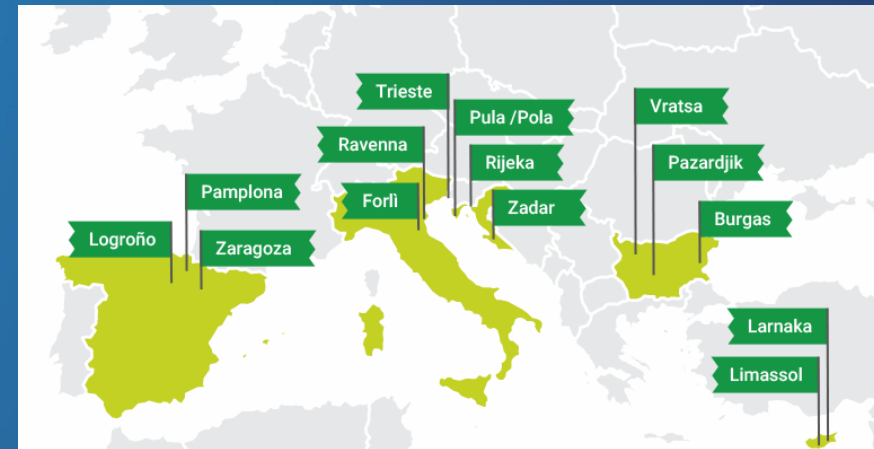 Trieste
Pula /Pola
Vratsa
Ravenna
Rijeka
Pazardjik
Pamplona
Forlì
Zadar
Burgas
Logroño
Zaragoza
Larnaka
Limassol